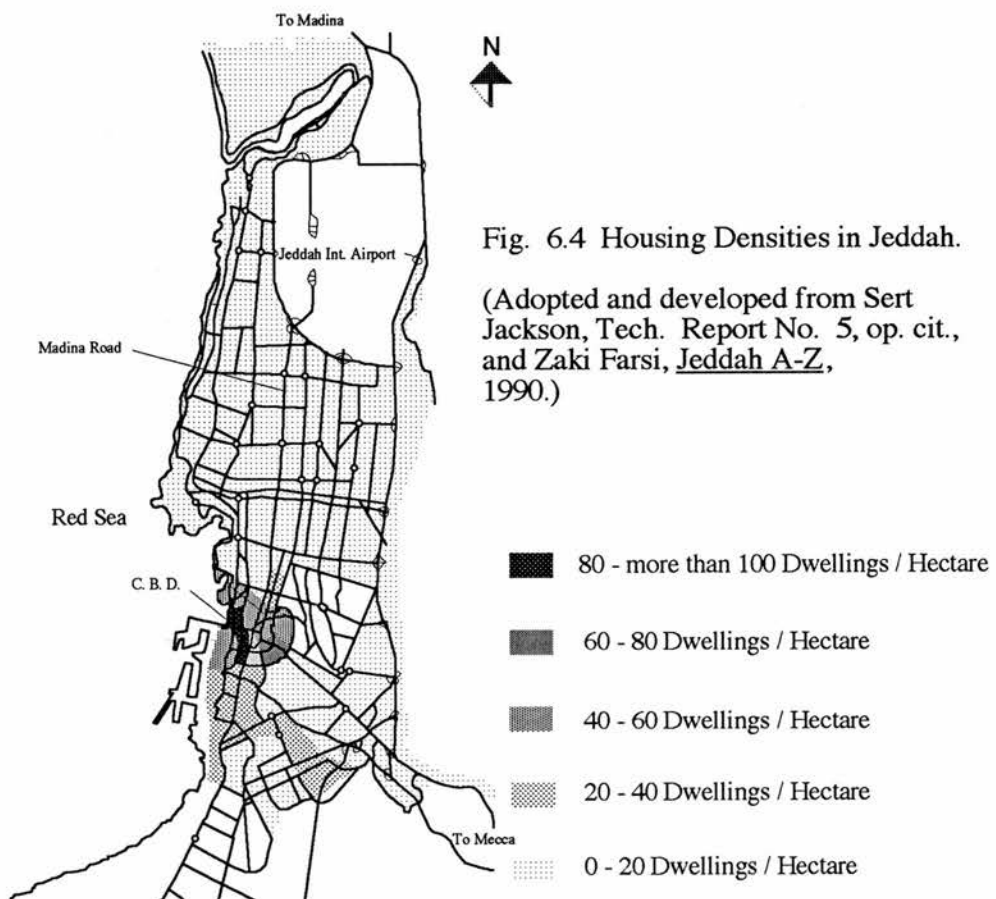 To Madina
N
Jeddah Int. Airport
Fig. 6.4 Housing Densities in Jeddah.
(Adopted and developed from Sert
Jackson, Tech. Report No. 5, op. cit.,
and Zaki Farsi, Jeddah A-Z,
1990.)
Madina Road
Red Sea
C. B. D.
80 - more than 100 Dwellings / Hectare
60 - 80 Dwellings / Hectare
40 - 60 Dwellings / Hectare
20 - 40 Dwellings / Hectare
To Mecca
0 - 20 Dwellings / Hectare